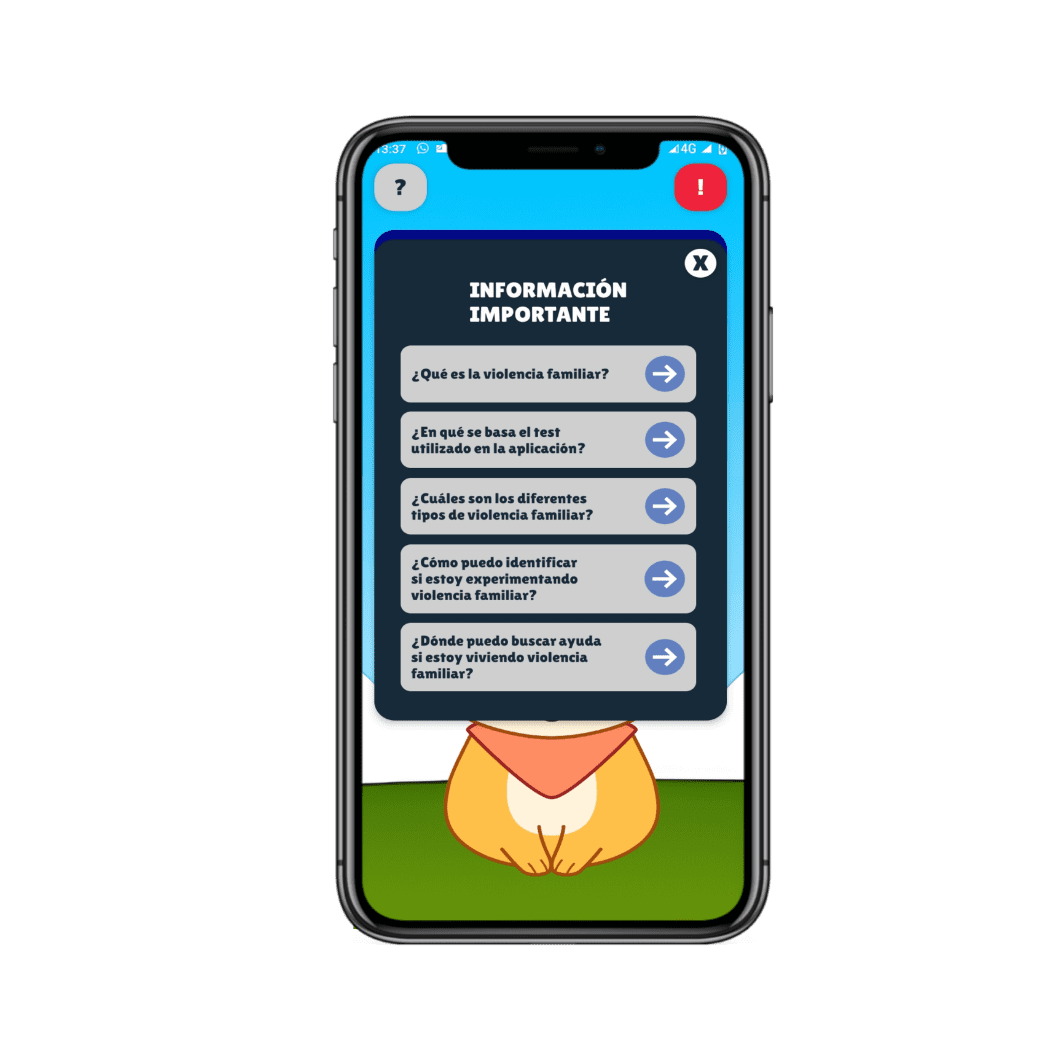 13:37
4G
?
!
X
INFORMACIÓN
IMPORTANTE
¿Qué es la violencia familiar?
¿En qué se basa el test
utilizado en la aplicación?
¿Cuáles son los diferentes
tipos de violencia familiar?
¿Cómo puedo identificar
si estoy experimentando
violencia familiar?
¿Dónde puedo buscar ayuda
si estoy viviendo violencia
familiar?